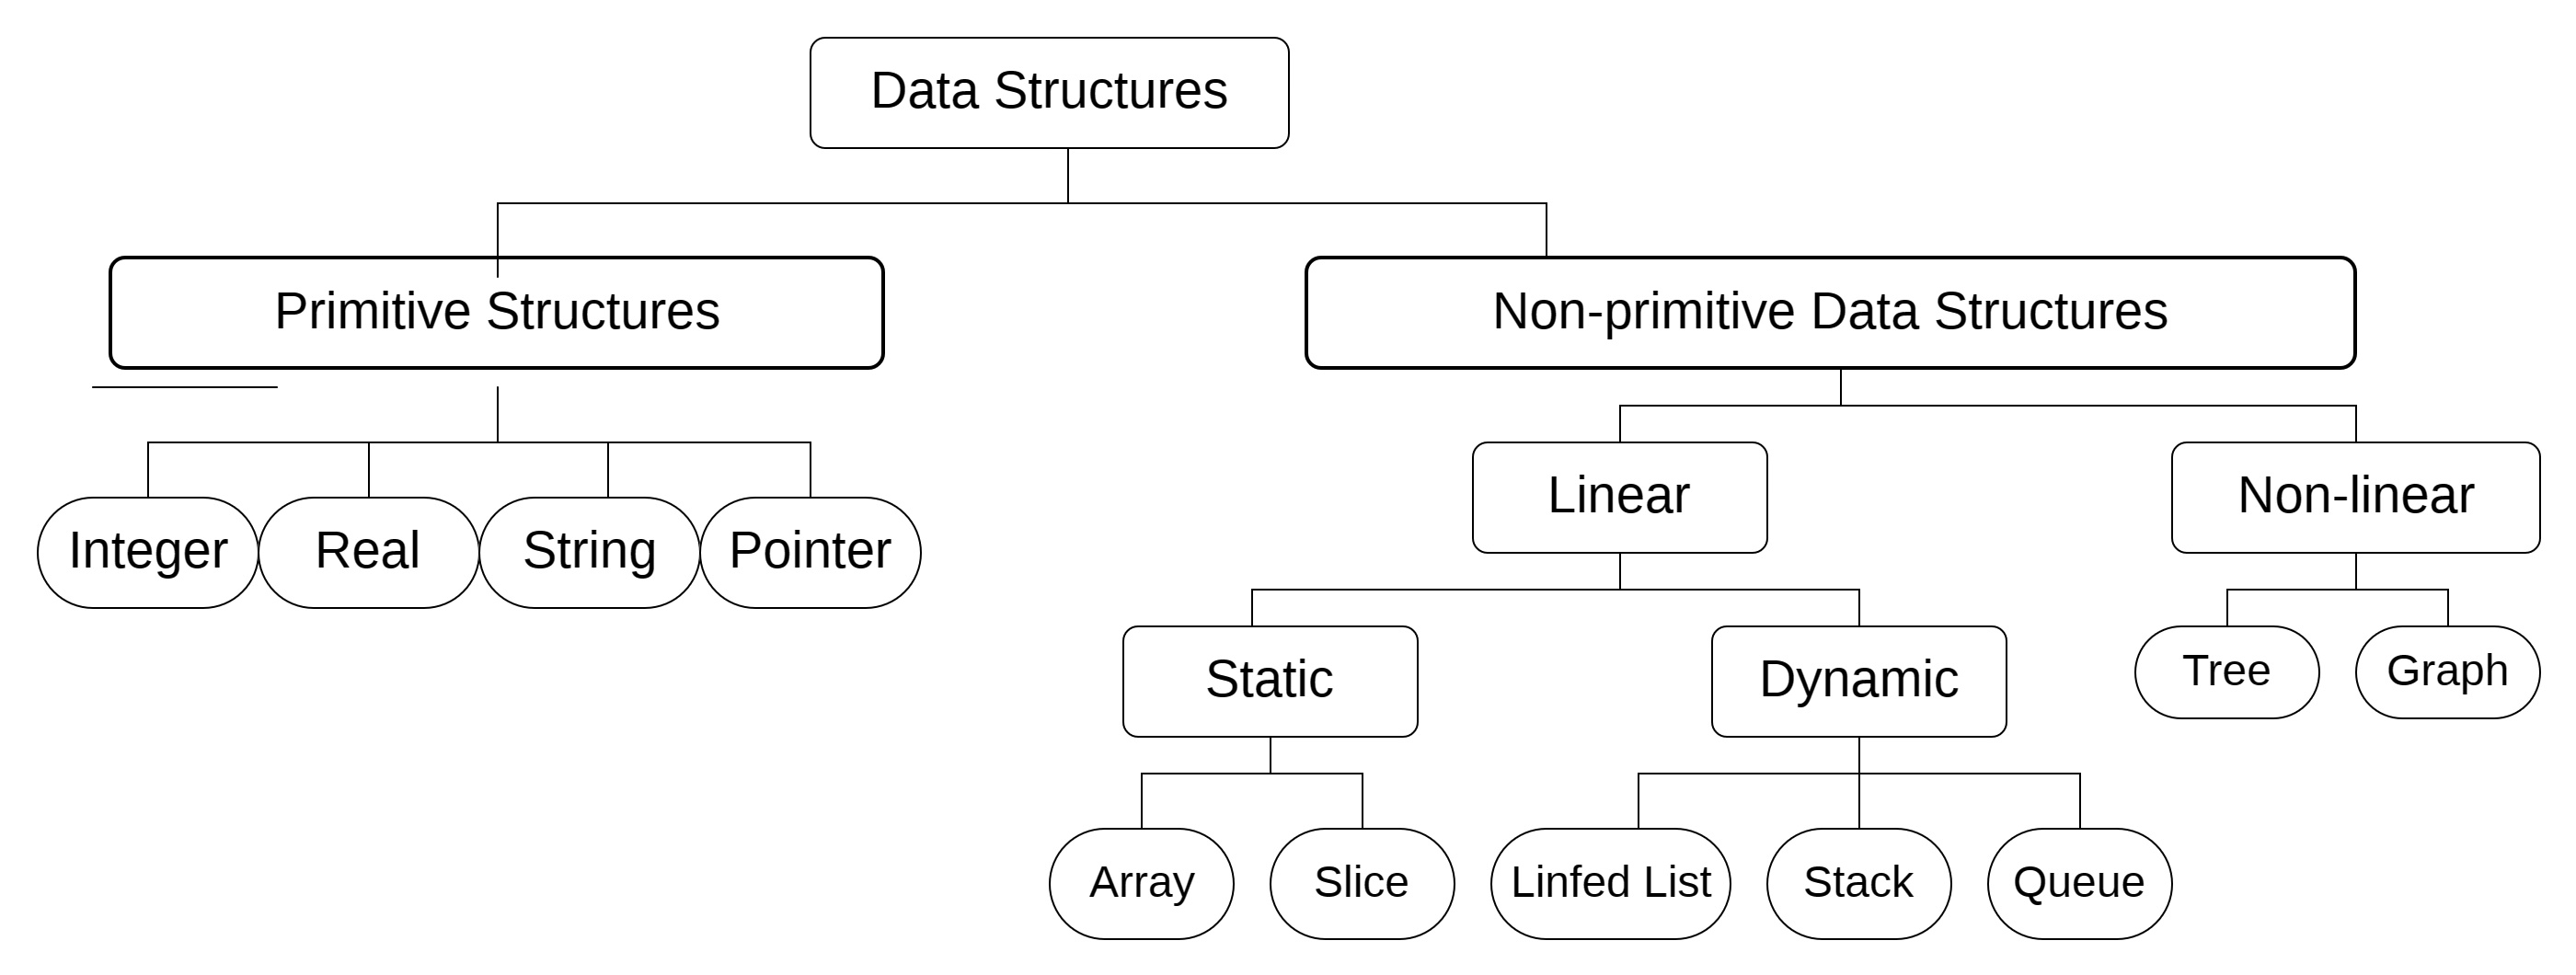 Data Structures
Primitive Structures
Non-primitive Data Structures
Integer
Real
String
Pointer
Linear
Non-linear
Static
Dynamic
Tree
Graph
Array
Slice
Linfed List
Stack
Queue